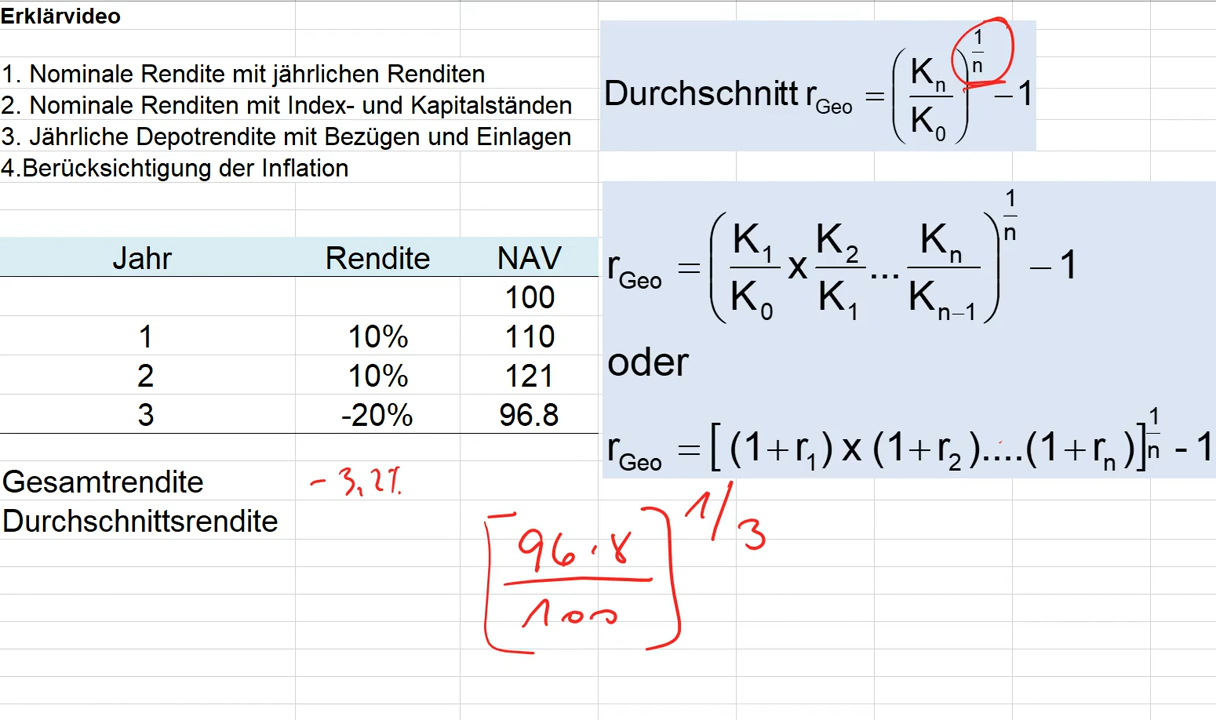 Erklärvideo
1. Nominale Rendite mit jährlichen Renditen
2. Nominale Renditen mit Index- und Kapitalständen
3. Jährliche Depotrendite mit Bezügen und Einlagen
4.Berücksichtigung der Inflation
Durchschnitt r_Geo = (K_n / K_0)^(1/n) − 1
r_Geo = (K_1/K_0 x K_2/K_1 ... K_n/K_n−1)^(1/n) − 1
oder
r_Geo = [ (1+r_1) x (1+r_2)....(1+r_n)]^(1/n) - 1
Jahr Rendite NAV
100
1 10% 110
2 10% 121
3 -20% 96.8
Gesamtrendite - 3,2%
Durchschnittsrendite
[96.8 / 100]^(1/3)